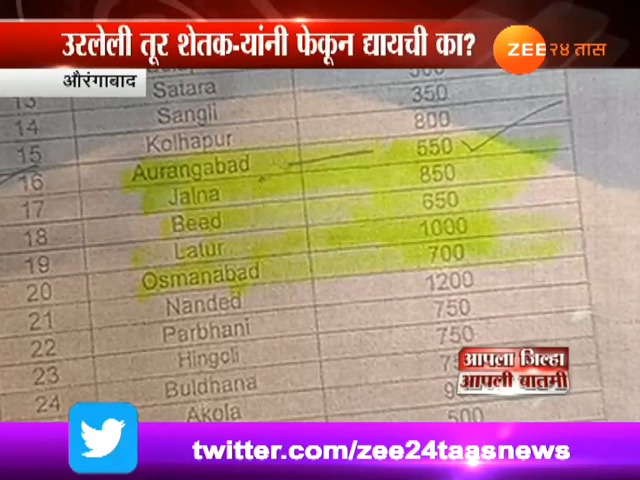 उरलेली तूर शेतक-यांनी फेकून द्यायची का?
ZEE २४ तास
औरंगाबाद
13 Satara
14 Sangli 350
15 Kolhapur 800
16 Aurangabad 550
17 Jalna 850
18 Beed 650
19 Latur 1000
20 Osmanabad 700
21 Nanded 1200
22 Parbhani 750
23 Hingoli 750
24 Buldhana
Akola
500
आपला जिल्हा
आपली बातमी
twitter.com/zee24taasnews